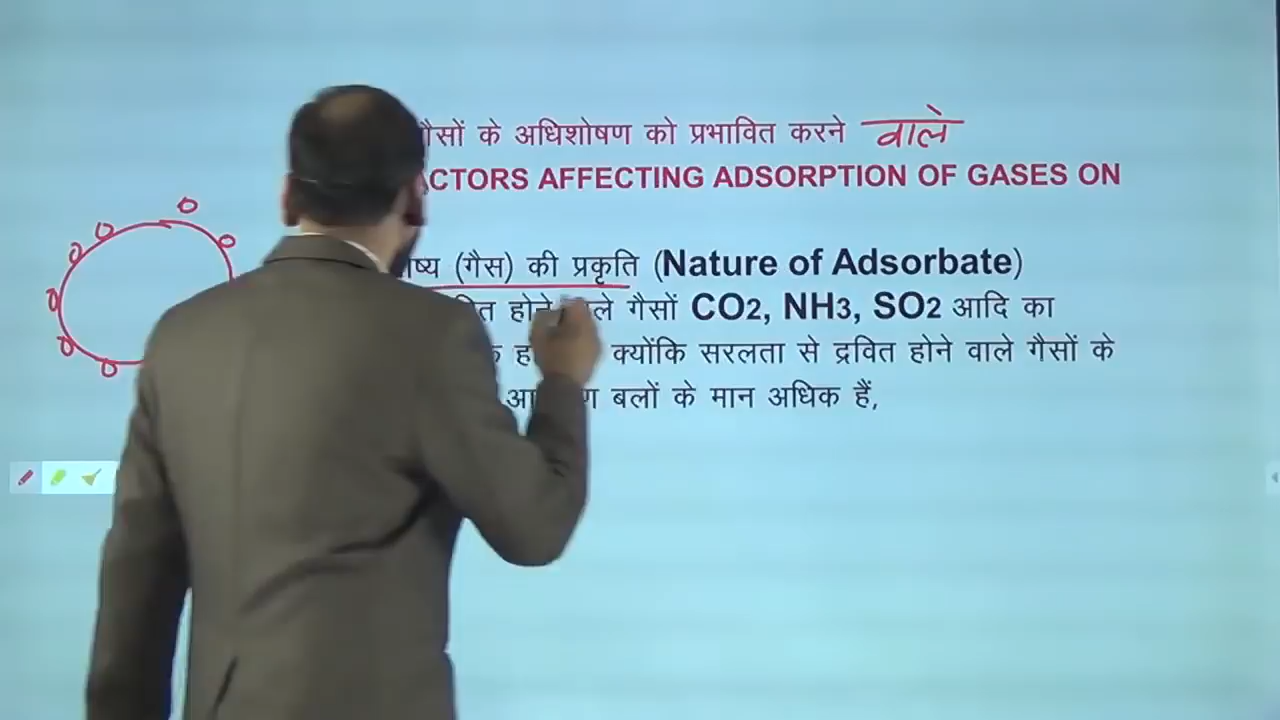 गैसों के अधिशोषण को प्रभावित करने वाले
FACTORS AFFECTING ADSORPTION OF GASES ON
(गैस) की प्रकृति (Nature of Adsorbate)
गैसों CO2, NH3, SO2 आदि का
क्योंकि सरलता से द्रवित होने वाले गैसों के
बलों के मान अधिक हैं,